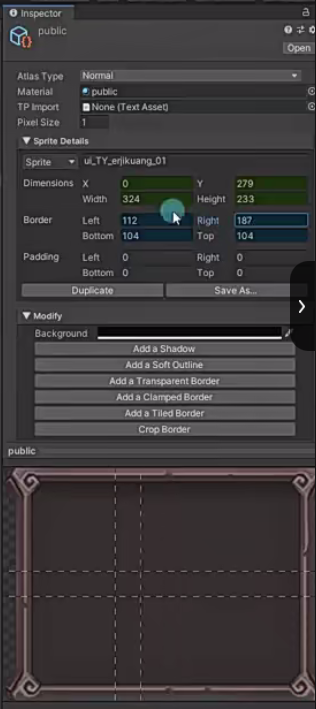 Inspector
public
Open
Atlas Type Normal
Material public
TP Import None (Text Asset)
Pixel Size 1
Sprite Details
Sprite ui_TY_erjikuang_01
Dimensions X 0 Y 279
Width 324 Height 233
Border Left 112 Right 187
Bottom 104 Top 104
Padding Left 0 Right 0
Bottom 0 Top 0
Duplicate Save As...
Modify
Background
Add a Shadow
Add a Soft Outline
Add a Transparent Border
Add a Clamped Border
Add a Tiled Border
Crop Border
public